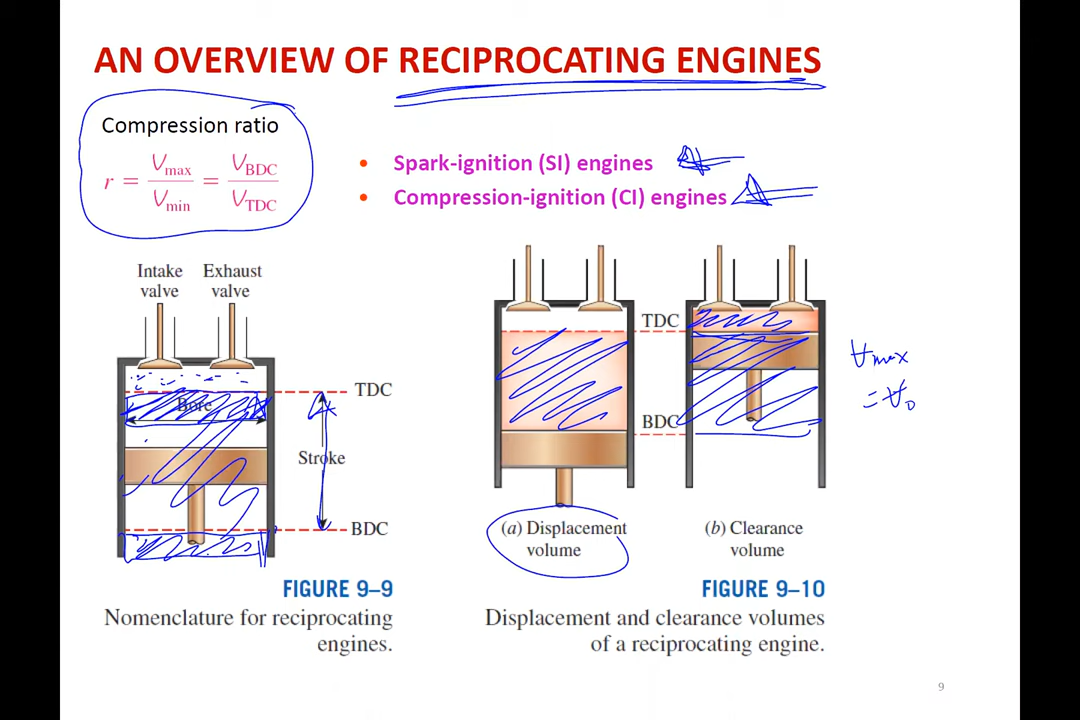 AN OVERVIEW OF RECIPROCATING ENGINES
Compression ratio
r = Vmax / Vmin = VBDC / VTDC
• Spark-ignition (SI) engines
• Compression-ignition (CI) engines
Intake valve
Exhaust valve
TDC
Bore
Stroke
BDC
FIGURE 9–9
Nomenclature for reciprocating
engines.
TDC
BDC
(a) Displacement
volume
(b) Clearance
volume
FIGURE 9–10
Displacement and clearance volumes
of a reciprocating engine.
Vmax
9